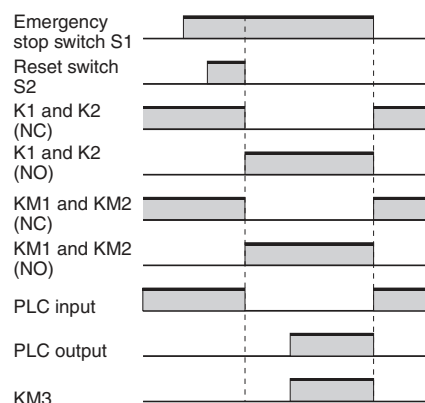 Emergency
stop switch S1
Reset switch
S2
K1 and K2
(NC)
K1 and K2
(NO)
KM1 and KM2
(NC)
KM1 and KM2
(NO)
PLC input
PLC output
KM3